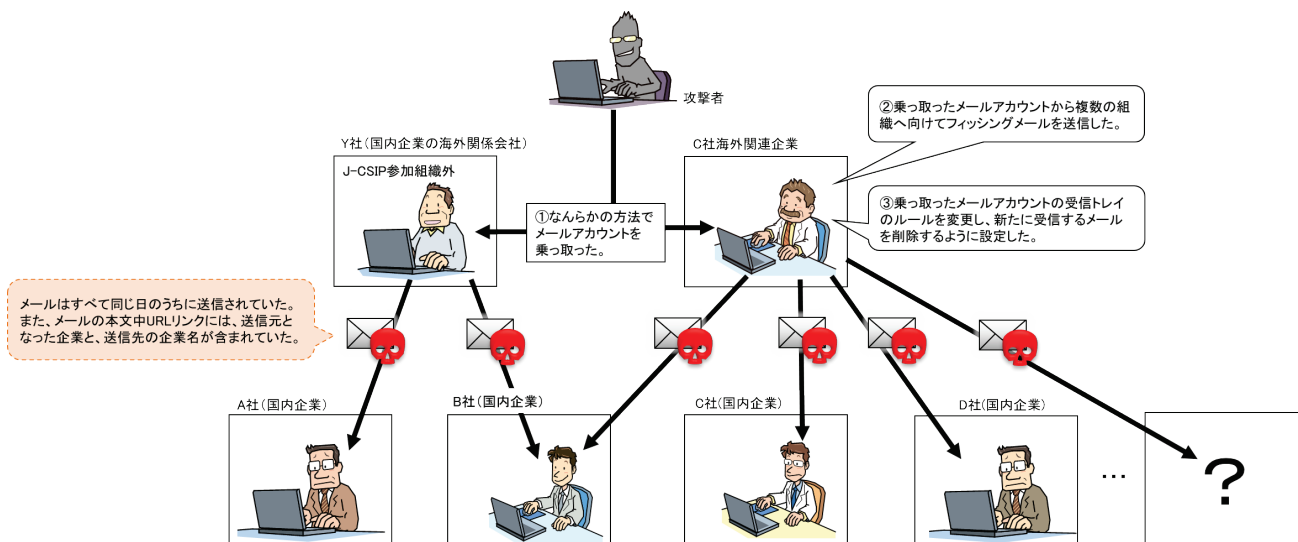 攻撃者
②乗っ取ったメールアカウントから複数の組
織へ向けてフィッシングメールを送信した。
Y社(国内企業の海外関係会社)
C社海外関連企業
J-CSIP参加組織外
③乗っ取ったメールアカウントの受信トレイ
のルールを変更し、新たに受信するメール
を削除するように設定した。
①なんらかの方法で
メールアカウントを
乗っ取った。
メールはすべて同じ日のうちに送信されていた。
また、メールの本文中URLリンクには、送信元と
なった企業と、送信先の企業名が含まれていた。
A社(国内企業)
B社(国内企業)
C社(国内企業)
D社(国内企業)
…
?